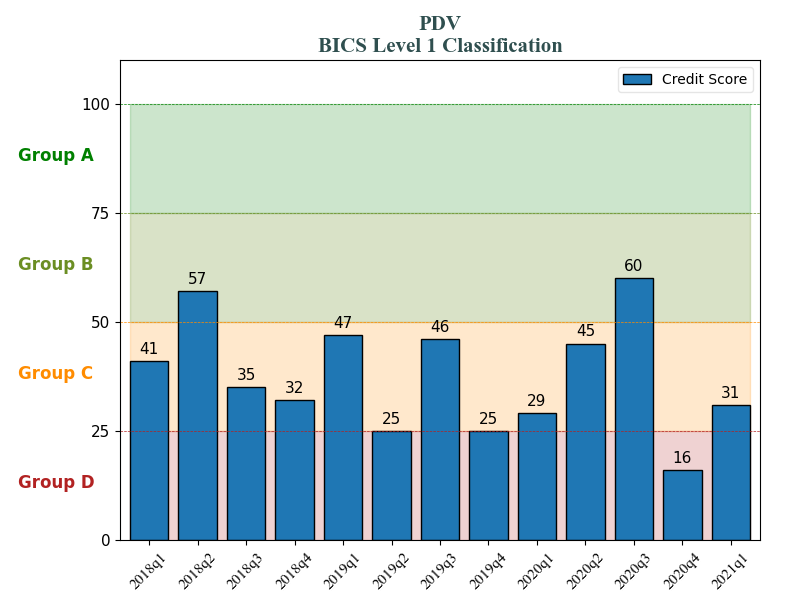 PDV
BICS Level 1 Classification
Credit Score
100
Group A
75
Group B
60
57
50
47
46
45
41
Group C
35
32
31
29
25
25
25
16
Group D
0
2018q1
2018q2
2018q3
2018q4
2019q1
2019q2
2019q3
2019q4
2020q1
2020q2
2020q3
2020q4
2021q1